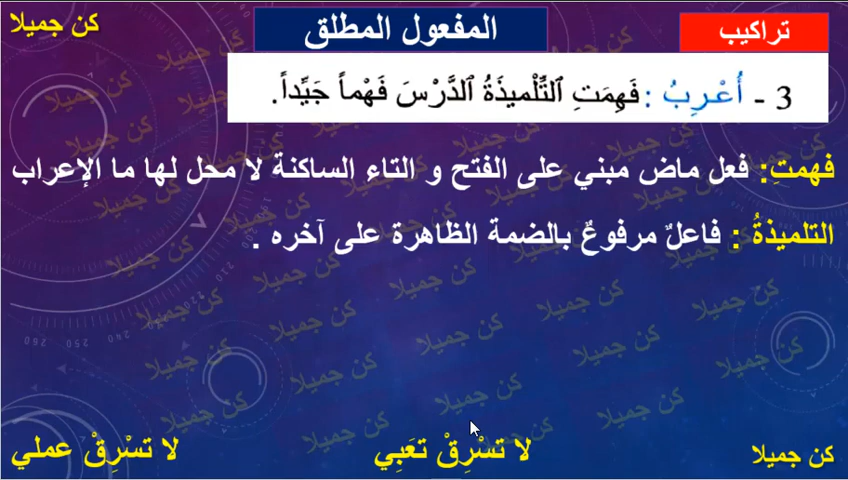 كن جميلا
المفعول المطلق
تراكيب
3 - أُعْرِبُ : فَهِمَتِ ٱلتِّلْميذَةُ ٱلدَّرْسَ فَهْماً جَيِّداً.
فهمتِ: فعل ماض مبني على الفتح و التاء الساكنة لا محل لها ما الإعراب
التلميذةُ : فاعلٌ مرفوعٌ بالضمة الظاهرة على آخره .
كن جميلا
لا تسْرِقْ تعَبِي
لا تسْرِقْ عملي